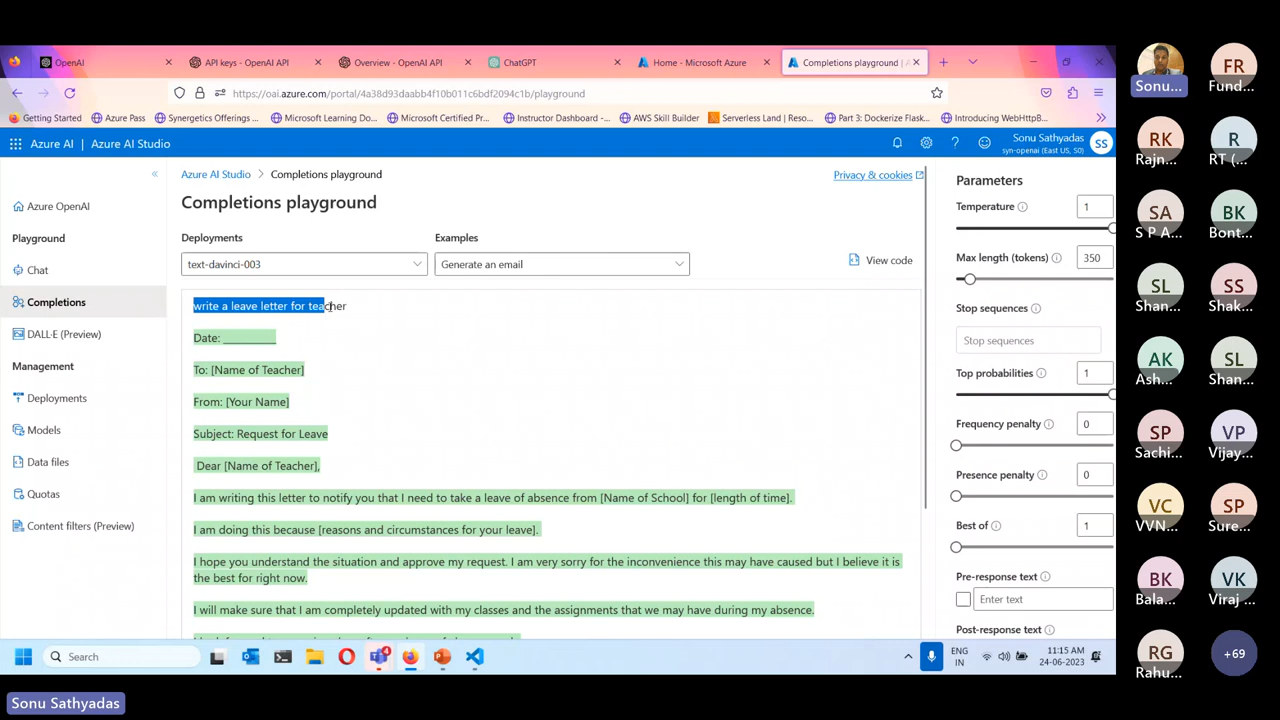 OpenAI
API keys - OpenAI API
Overview - OpenAI API
ChatGPT
Home - Microsoft Azure
Completions playground | A
https://oai.azure.com/portal/4a38d93daabb4f10b011c6bdf2094c1b/playground
Getting Started
Azure Pass
Synergetics Offerings ...
Microsoft Learning Do...
Microsoft Certified Pr...
Instructor Dashboard -...
AWS Skill Builder
Serverless Land | Reso...
Part 3: Dockerize Flask...
Introducing WebHttpB...
Azure AI | Azure AI Studio
Sonu Sathyadas
syn-openai (East US, S0)
SS
Azure OpenAI
Playground
Chat
Completions
DALL·E (Preview)
Management
Deployments
Models
Data files
Quotas
Content filters (Preview)
Azure AI Studio > Completions playground
Privacy & cookies
Completions playground
Deployments
Examples
text-davinci-003
Generate an email
View code
write a leave letter for teacher
Date: __________
To: [Name of Teacher]
From: [Your Name]
Subject: Request for Leave
Dear [Name of Teacher],
I am writing this letter to notify you that I need to take a leave of absence from [Name of School] for [length of time].
I am doing this because [reasons and circumstances for your leave].
I hope you understand the situation and approve my request. I am very sorry for the inconvenience this may have caused but I believe it is
the best for right now.
I will make sure that I am completely updated with my classes and the assignments that we may have during my absence.
Parameters
Temperature
1
Max length (tokens)
350
Stop sequences
Stop sequences
Top probabilities
1
Frequency penalty
0
Presence penalty
0
Best of
1
Pre-response text
Enter text
Post-response text
Search
4
ENG
IN
11:15 AM
24-06-2023
Sonu Sathyadas
Sonu...
FR
Fund...
RK
Rajn...
R
RT (...
SA
S P A...
BK
Bont...
SL
Shan...
SS
Shak...
AK
Ash...
SL
Shan...
SP
Sachi...
VP
Vijay...
VC
VVN...
SP
Sure...
BK
Bala...
VK
Viraj ...
RG
Rahu...
+69